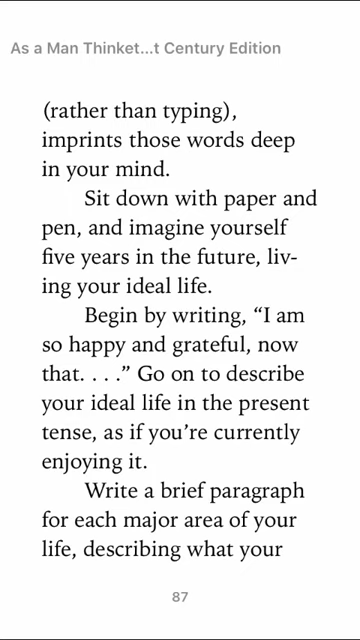 As a Man Thinket...t Century Edition
(rather than typing),
imprints those words deep
in your mind.
Sit down with paper and
pen, and imagine yourself
five years in the future, liv-
ing your ideal life.
Begin by writing, “I am
so happy and grateful, now
that. . . .” Go on to describe
your ideal life in the present
tense, as if you’re currently
enjoying it.
Write a brief paragraph
for each major area of your
life, describing what your
87